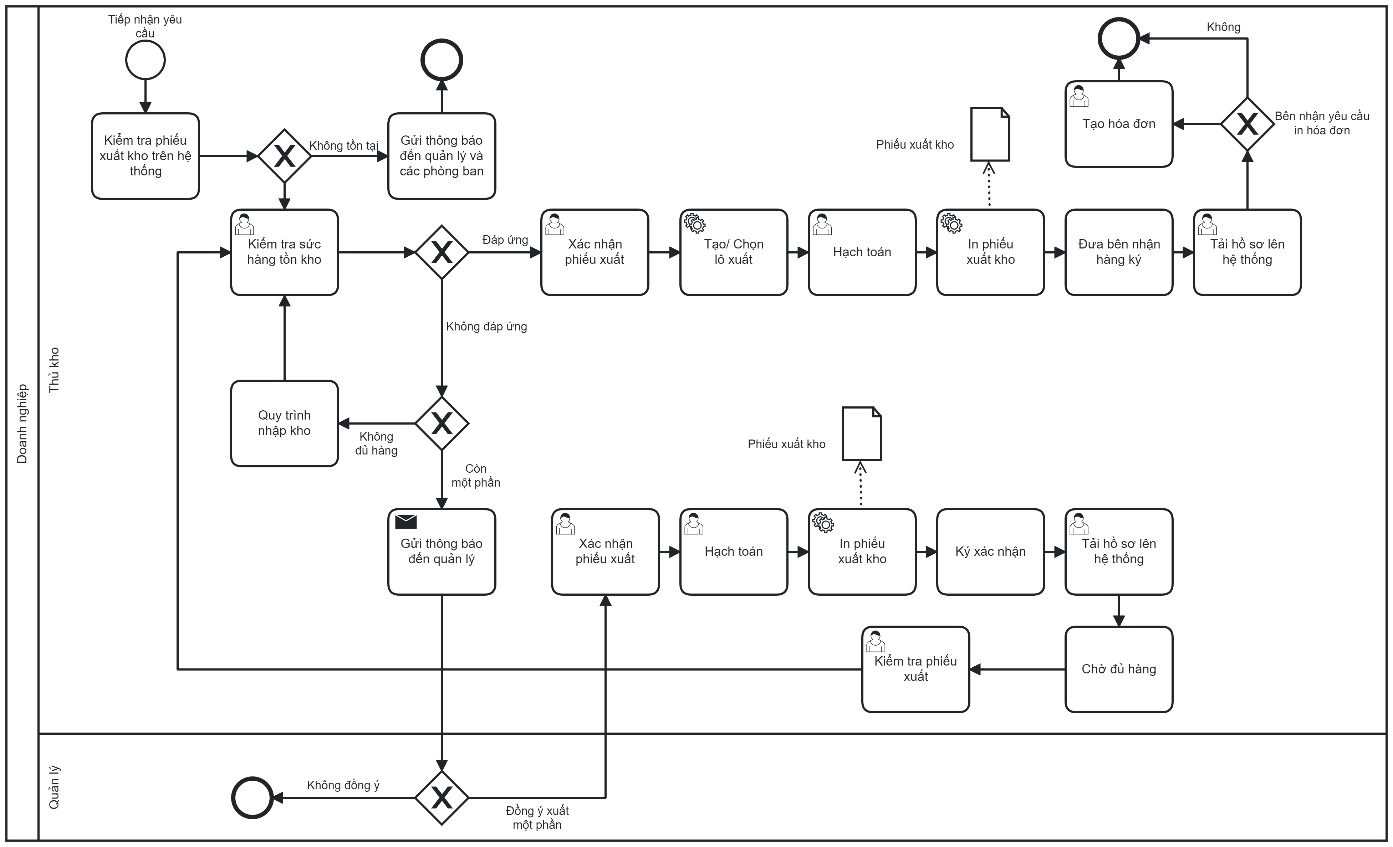 Tiếp nhận yêu
cầu
Không
Kiểm tra phiếu
xuất kho trên hệ
thống
Không tồn tại
Gửi thông báo
đến quản lý và
các phòng ban
Phiếu xuất kho
Tạo hóa đơn
Bên nhận yêu cầu
in hóa đơn
Kiểm tra sức
hàng tồn kho
Đáp ứng
Xác nhận
phiếu xuất
Tạo/ Chọn
lô xuất
Hạch toán
In phiếu
xuất kho
Đưa bên nhận
hàng ký
Tải hồ sơ lên
hệ thống
Không đáp ứng
Doanh nghiệp
Thủ kho
Quy trình
nhập kho
Không
đủ hàng
Còn
một phần
Phiếu xuất kho
Gửi thông báo
đến quản lý
Xác nhận
phiếu xuất
Hạch toán
In phiếu
xuất kho
Ký xác nhận
Tải hồ sơ lên
hệ thống
Kiểm tra phiếu
xuất
Chờ đủ hàng
Quản lý
Không đồng ý
Đồng ý xuất
một phần